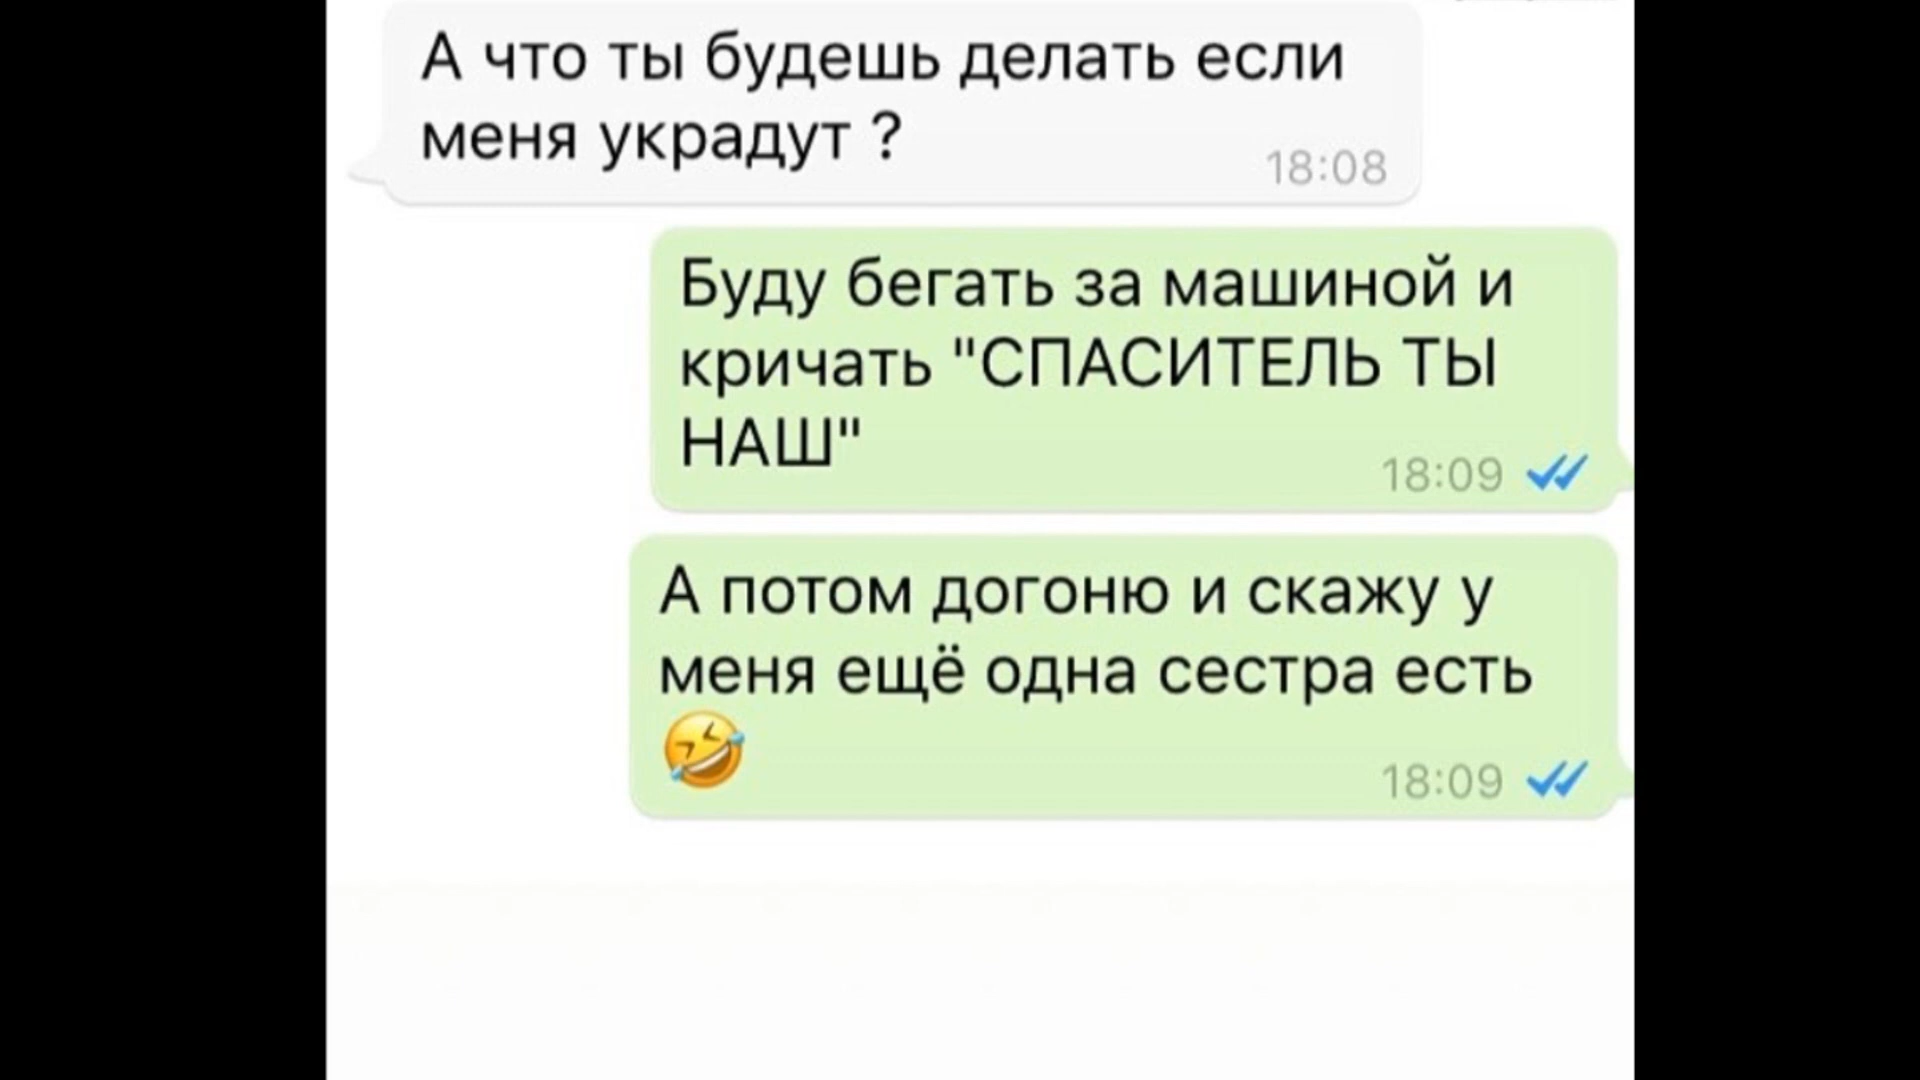 А что ты будешь делать если
меня украдут ?
18:08
Буду бегать за машиной и
кричать "СПАСИТЕЛЬ ТЫ
НАШ"
18:09
А потом догоню и скажу у
меня ещё одна сестра есть
🤣
18:09